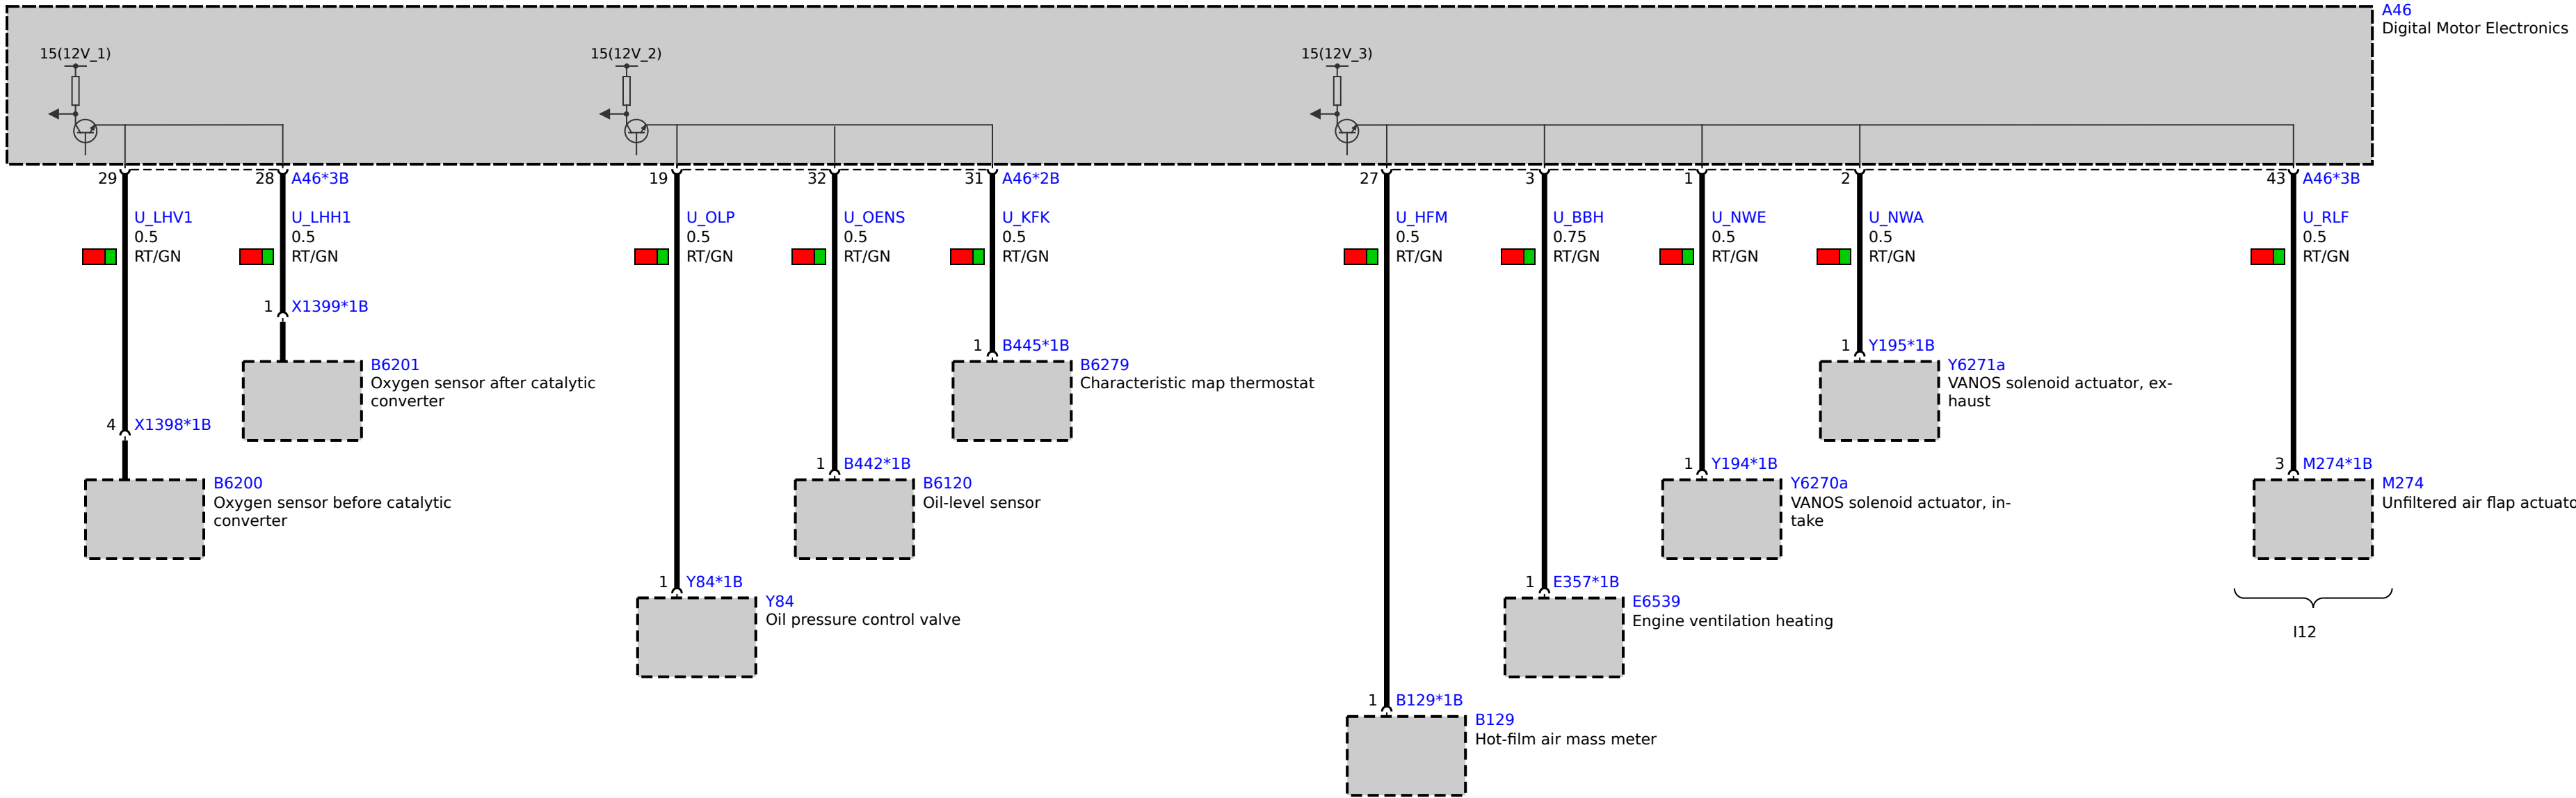 A46
Digital Motor Electronics
15(12V_1)
15(12V_2)
15(12V_3)
29
28 A46*3B
19
32
31 A46*2B
27
3
1
2
43 A46*3B
U_LHV1
0.5
RT/GN
U_LHH1
0.5
RT/GN
U_OLP
0.5
RT/GN
U_OENS
0.5
RT/GN
U_KFK
0.5
RT/GN
U_HFM
0.5
RT/GN
U_BBH
0.75
RT/GN
U_NWE
0.5
RT/GN
U_NWA
0.5
RT/GN
U_RLF
0.5
RT/GN
1 X1399*1B
B6201
Oxygen sensor after catalytic
converter
4 X1398*1B
B6200
Oxygen sensor before catalytic
converter
1 B445*1B
B6279
Characteristic map thermostat
1 B442*1B
B6120
Oil-level sensor
1 Y84*1B
Y84
Oil pressure control valve
1 Y195*1B
Y6271a
VANOS solenoid actuator, ex-
haust
1 Y194*1B
Y6270a
VANOS solenoid actuator, in-
take
1 E357*1B
E6539
Engine ventilation heating
1 B129*1B
B129
Hot-film air mass meter
3 M274*1B
M274
Unfiltered air flap actuato
I12